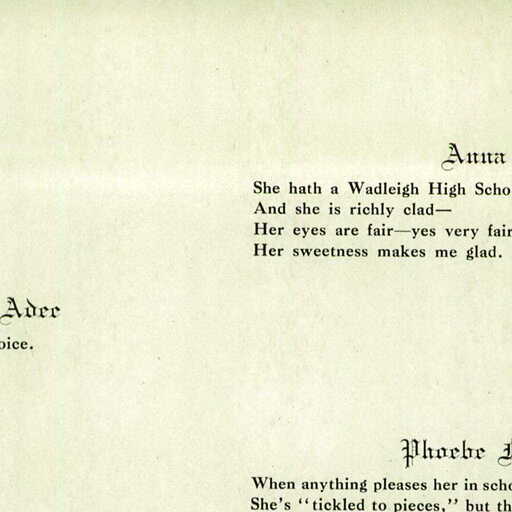 Anna
She hath a Wadleigh High Scho
And she is richly clad—
Her eyes are fair—yes very fair
Her sweetness makes me glad.
Adee
oice.
Phoebe
When anything pleases her in scho
She's "tickled to pieces," but th